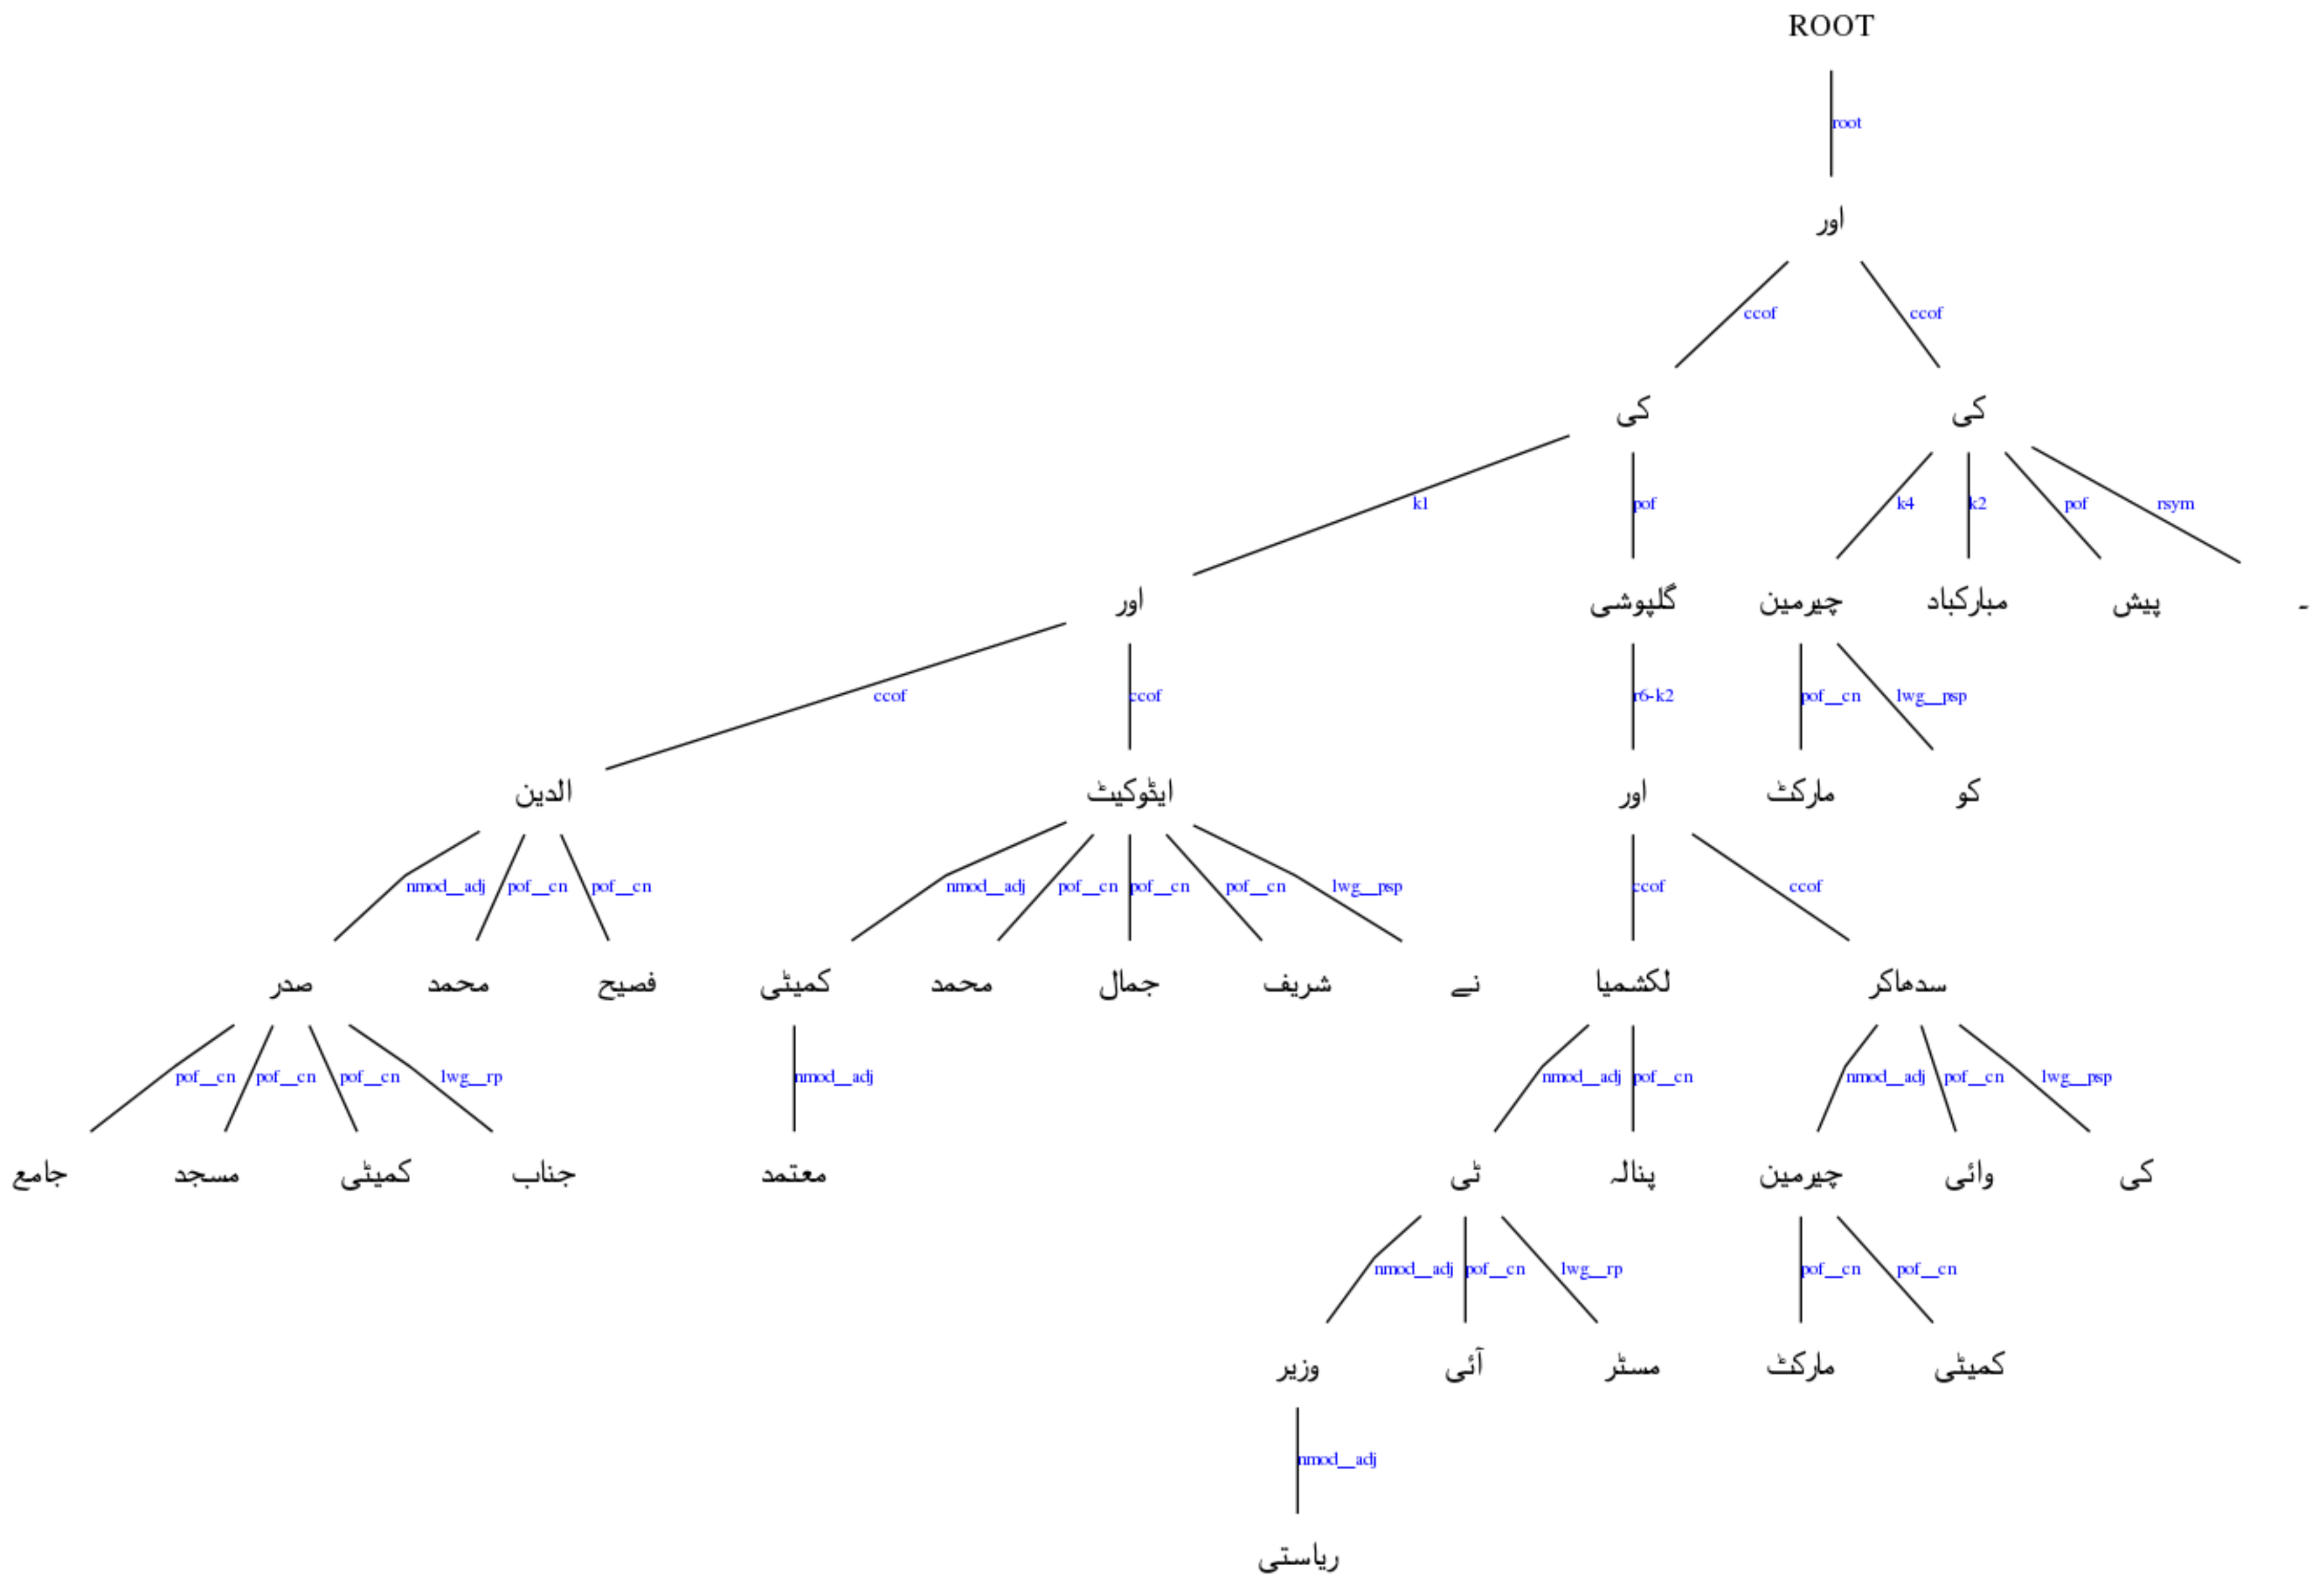 ROOT
root
اور
ccof ccof
کی کی
k1 pof k4 k2 pof rsym
اور گلپوشی چیرمین مبارکباد پیش ۔
ccof ccof r6-k2 pof__cn lwg__psp
الدین ایڈوکیٹ اور مارکٹ کو
nmod__adj pof__cn pof__cn nmod__adj pof__cn pof__cn pof__cn lwg__psp ccof ccof
صدر محمد فصیح کمیٹی محمد جمال شریف نے لکشمیا سدھاکر
pof__cn pof__cn pof__cn lwg__rp nmod__adj nmod__adj pof__cn nmod__adj pof__cn lwg__psp
جامع مسجد کمیٹی جناب معتمد ٹی پنالہ چیرمین وائی کی
nmod__adj pof__cn lwg__rp pof__cn pof__cn
وزیر آئی مسٹر مارکٹ کمیٹی
nmod__adj
ریاستی